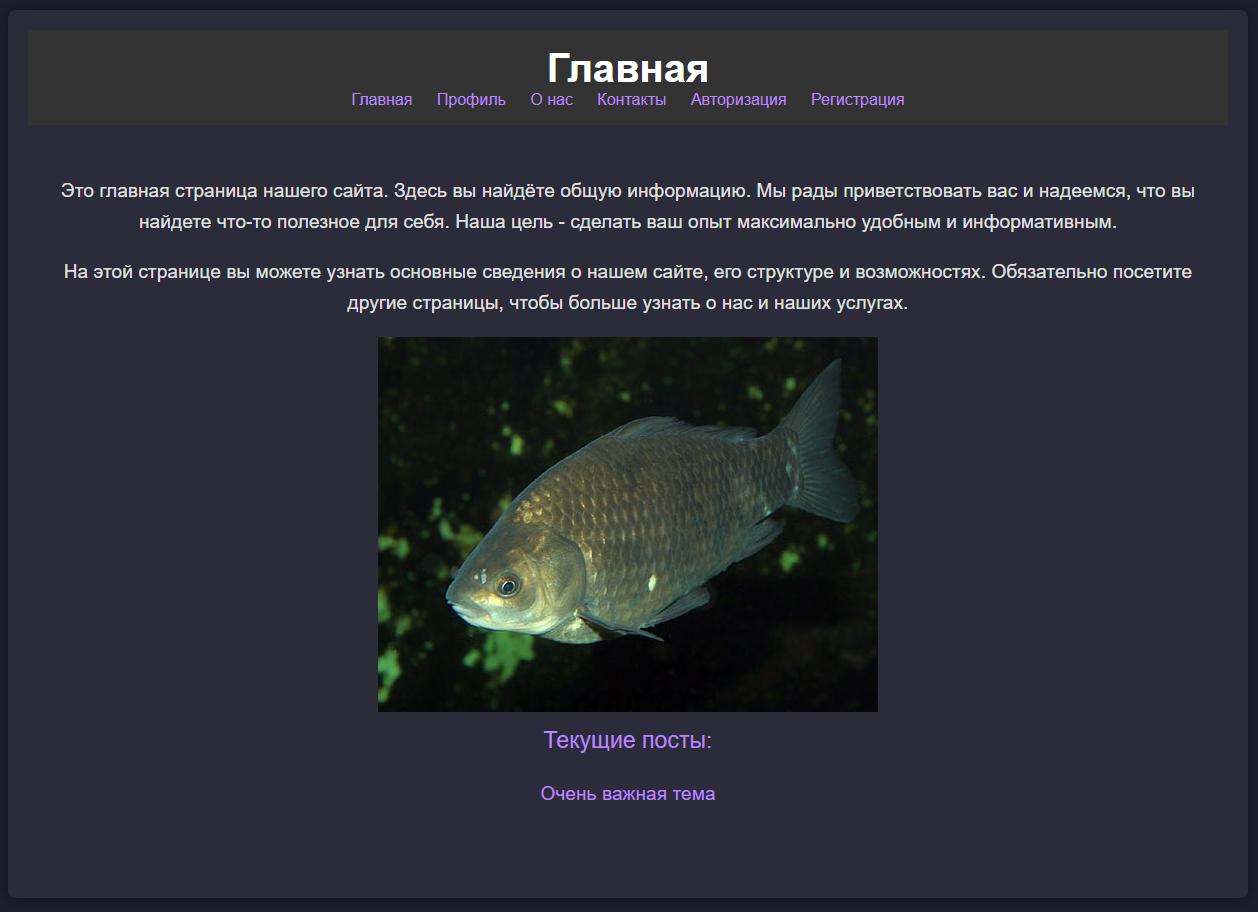 Главная
Главная Профиль О нас Контакты Авторизация Регистрация
Это главная страница нашего сайта. Здесь вы найдёте общую информацию. Мы рады приветствовать вас и надеемся, что вы
найдете что-то полезное для себя. Наша цель - сделать ваш опыт максимально удобным и информативным.
На этой странице вы можете узнать основные сведения о нашем сайте, его структуре и возможностях. Обязательно посетите
другие страницы, чтобы больше узнать о нас и наших услугах.
Текущие посты:
Очень важная тема